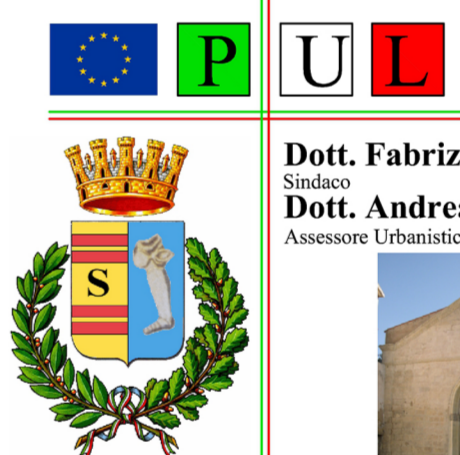 P U L
Dott. Fabriz
Sindaco
Dott. Andrea
Assessore Urbanistic
S